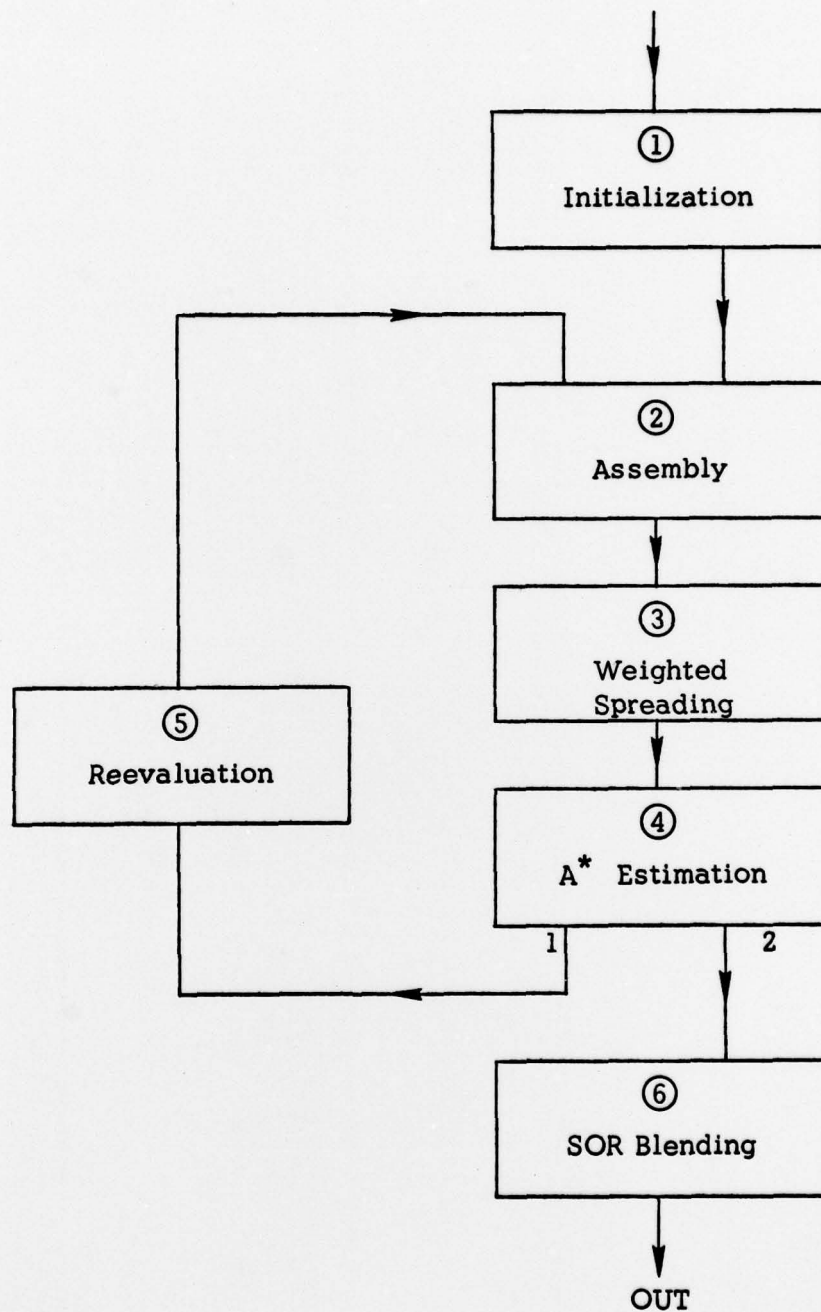 ①
Initialization
②
Assembly
③
Weighted
Spreading
⑤
Reevaluation
④
A* Estimation
1
2
⑥
SOR Blending
OUT